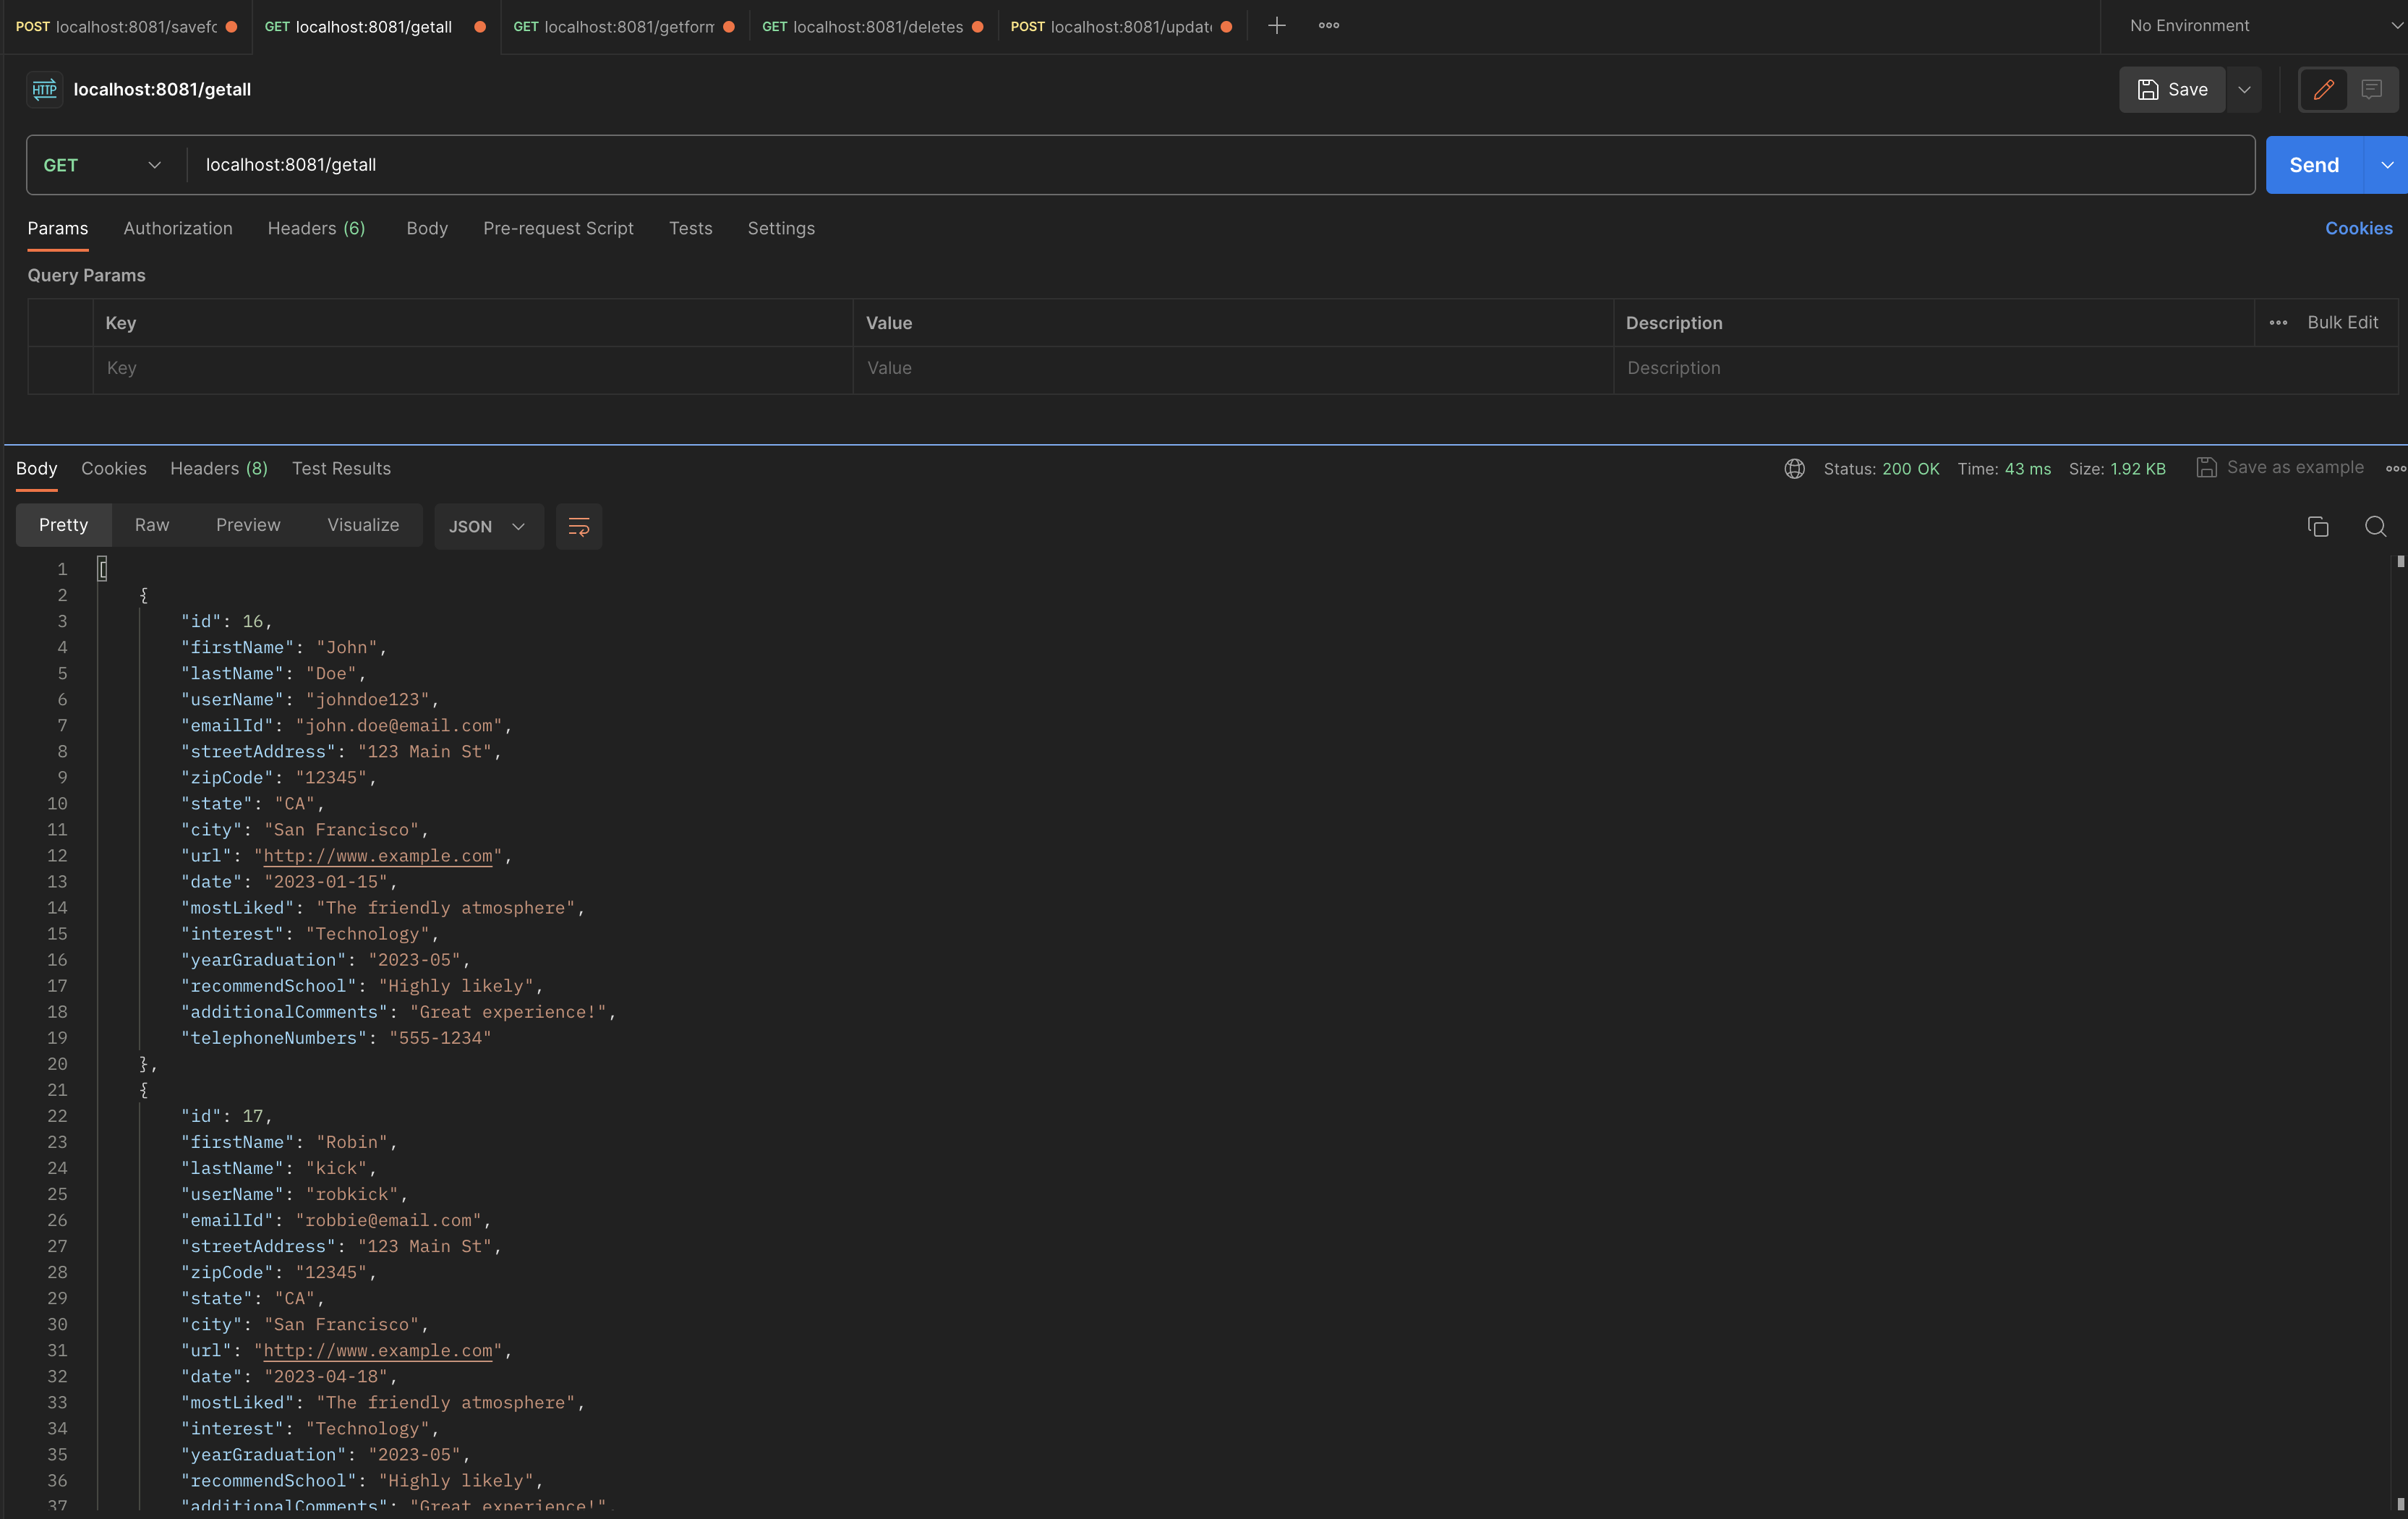 POST localhost:8081/savefo
GET localhost:8081/getall
GET localhost:8081/getform
GET localhost:8081/deletes
POST localhost:8081/updat
No Environment
HTTP localhost:8081/getall
Save
GET localhost:8081/getall
Send
Params Authorization Headers (6) Body Pre-request Script Tests Settings
Cookies
Query Params
Key Value Description Bulk Edit
Key Value Description
Body Cookies Headers (8) Test Results
Status: 200 OK Time: 43 ms Size: 1.92 KB Save as example
Pretty Raw Preview Visualize JSON
1 [
2 {
3 "id": 16,
4 "firstName": "John",
5 "lastName": "Doe",
6 "userName": "johndoe123",
7 "emailId": "john.doe@email.com",
8 "streetAddress": "123 Main St",
9 "zipCode": "12345",
10 "state": "CA",
11 "city": "San Francisco",
12 "url": "http://www.example.com",
13 "date": "2023-01-15",
14 "mostLiked": "The friendly atmosphere",
15 "interest": "Technology",
16 "yearGraduation": "2023-05",
17 "recommendSchool": "Highly likely",
18 "additionalComments": "Great experience!",
19 "telephoneNumbers": "555-1234"
20 },
21 {
22 "id": 17,
23 "firstName": "Robin",
24 "lastName": "kick",
25 "userName": "robkick",
26 "emailId": "robbie@email.com",
27 "streetAddress": "123 Main St",
28 "zipCode": "12345",
29 "state": "CA",
30 "city": "San Francisco",
31 "url": "http://www.example.com",
32 "date": "2023-04-18",
33 "mostLiked": "The friendly atmosphere",
34 "interest": "Technology",
35 "yearGraduation": "2023-05",
36 "recommendSchool": "Highly likely",
37 "additionalComments": "Great experience!",